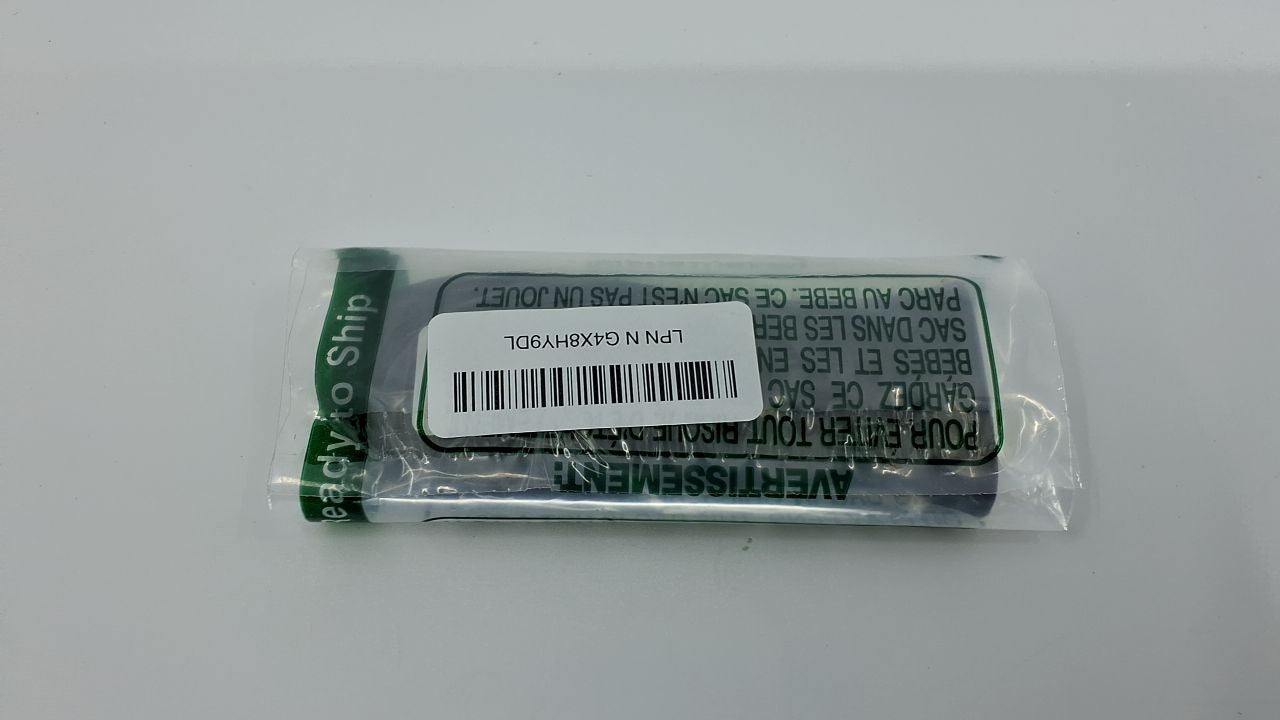 AVERTISSEMENT:
POUR ÉVITER TOUT RISQUE
GARDEZ CE SAC
BÉBÉS ET LES
SAC DANS LES
PARC AU BEBE. CE SAC N'EST PAS UN JOUET.
LPN N G4X8HY9DL
Ready to Ship